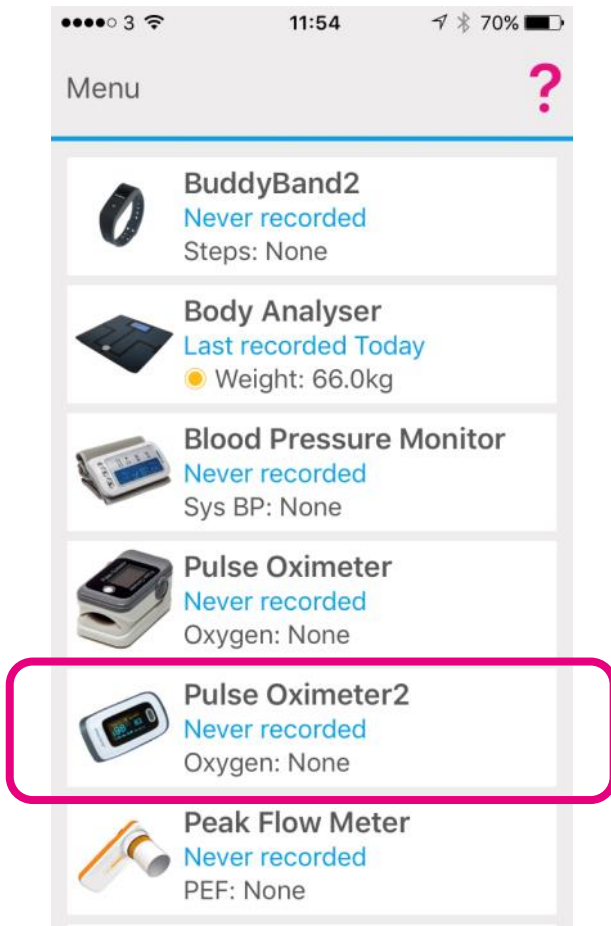 3 11:54 70%
Menu ?
BuddyBand2
Never recorded
Steps: None
Body Analyser
Last recorded Today
Weight: 66.0kg
Blood Pressure Monitor
Never recorded
Sys BP: None
Pulse Oximeter
Never recorded
Oxygen: None
Pulse Oximeter2
Never recorded
Oxygen: None
Peak Flow Meter
Never recorded
PEF: None